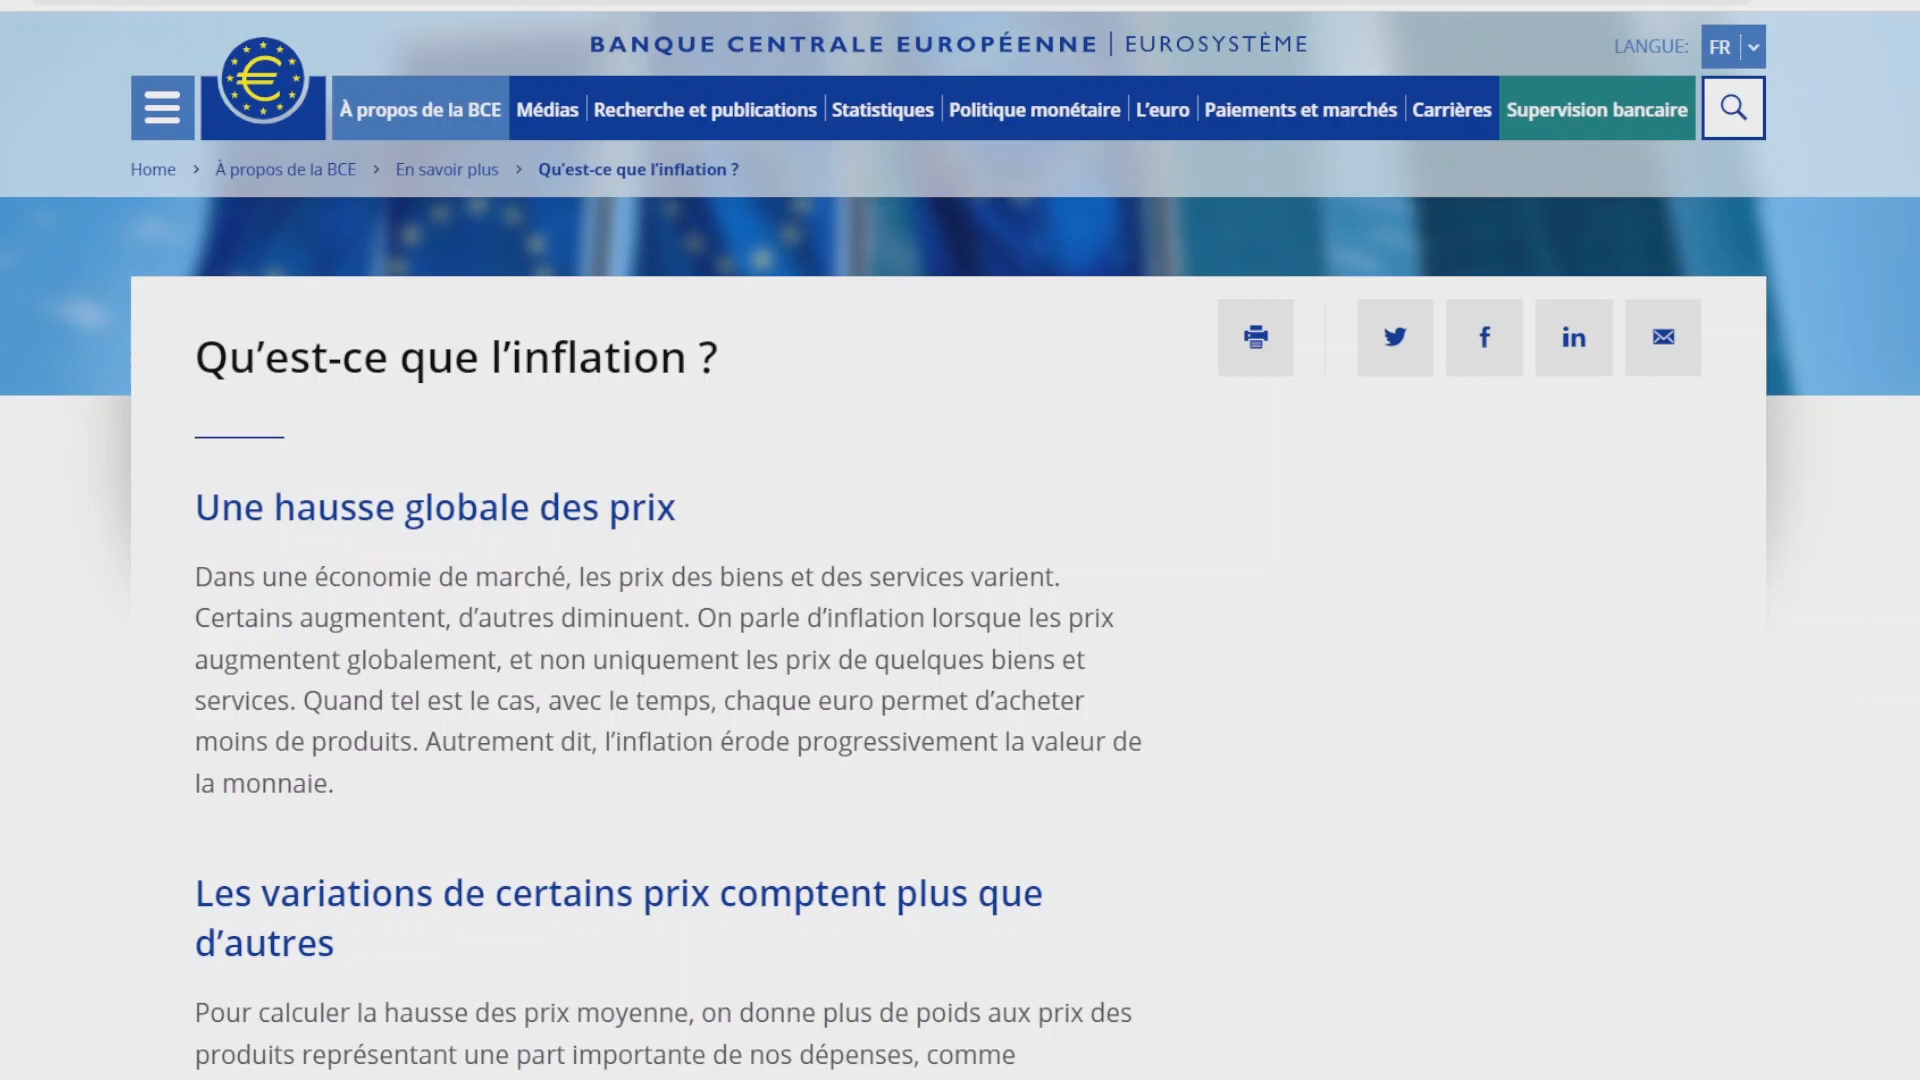 BANQUE CENTRALE EUROPÉENNE | EUROSYSTÈME
LANGUE: FR
À propos de la BCE Médias Recherche et publications Statistiques Politique monétaire L’euro Paiements et marchés Carrières Supervision bancaire
Home > À propos de la BCE > En savoir plus > Qu’est-ce que l’inflation ?
Qu’est-ce que l’inflation ?
Une hausse globale des prix
Dans une économie de marché, les prix des biens et des services varient.
Certains augmentent, d’autres diminuent. On parle d’inflation lorsque les prix
augmentent globalement, et non uniquement les prix de quelques biens et
services. Quand tel est le cas, avec le temps, chaque euro permet d’acheter
moins de produits. Autrement dit, l’inflation érode progressivement la valeur de
la monnaie.
Les variations de certains prix comptent plus que
d’autres
Pour calculer la hausse des prix moyenne, on donne plus de poids aux prix des
produits représentant une part importante de nos dépenses, comme